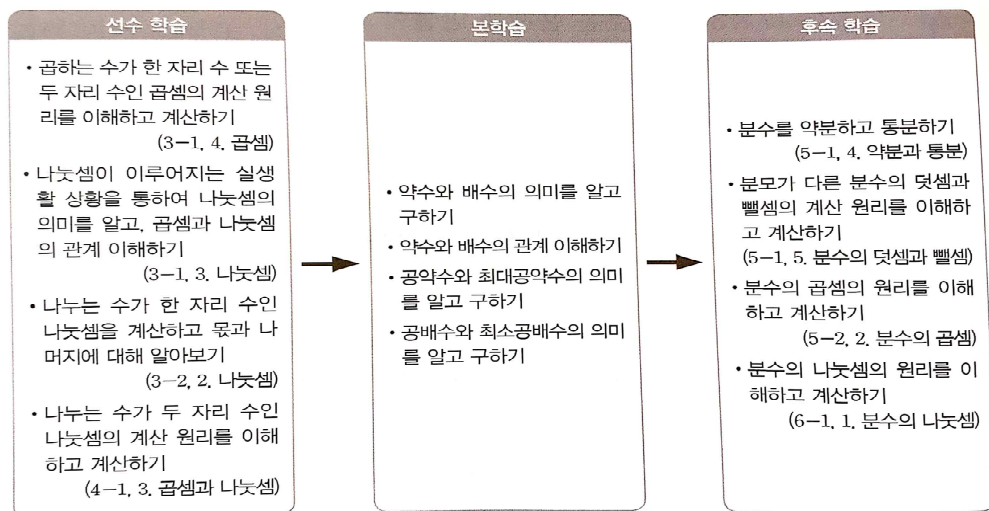 선수 학습
• 곱하는 수가 한 자리 수 또는
두 자리 수인 곱셈의 계산 원
리를 이해하고 계산하기
(3-1, 4. 곱셈)
• 나눗셈이 이루어지는 실생
활 상황을 통하여 나눗셈의
의미를 알고, 곱셈과 나눗셈
의 관계 이해하기
(3-1, 3. 나눗셈)
• 나누는 수가 한 자리 수인
나눗셈을 계산하고 몫과 나
머지에 대해 알아보기
(3-2, 2. 나눗셈)
• 나누는 수가 두 자리 수인
나눗셈의 계산 원리를 이해
하고 계산하기
(4-1, 3. 곱셈과 나눗셈)
본학습
• 약수와 배수의 의미를 알고
구하기
• 약수와 배수의 관계 이해하기
• 공약수와 최대공약수의 의미
를 알고 구하기
• 공배수와 최소공배수의 의미
를 알고 구하기
후속 학습
• 분수를 약분하고 통분하기
(5-1, 4. 약분과 통분)
• 분모가 다른 분수의 덧셈과
뺄셈의 계산 원리를 이해하
고 계산하기
(5-1, 5. 분수의 덧셈과 뺄셈)
• 분수의 곱셈의 원리를 이해
하고 계산하기
(5-2, 2. 분수의 곱셈)
• 분수의 나눗셈의 원리를 이
해하고 계산하기
(6-1, 1. 분수의 나눗셈)